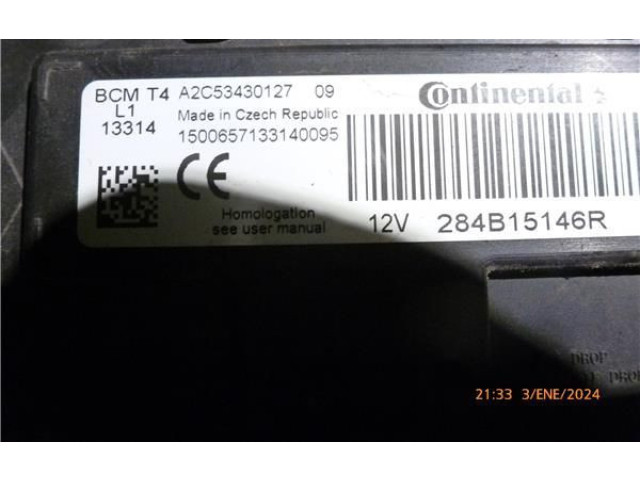 BCM T4 A2C53430127 09
L1
13314
Made in Czech Republic
1500657133140095
Continental
CE
Homologation
see user manual
12V 284B15146R
DROP
21:33 3/ENE/2024